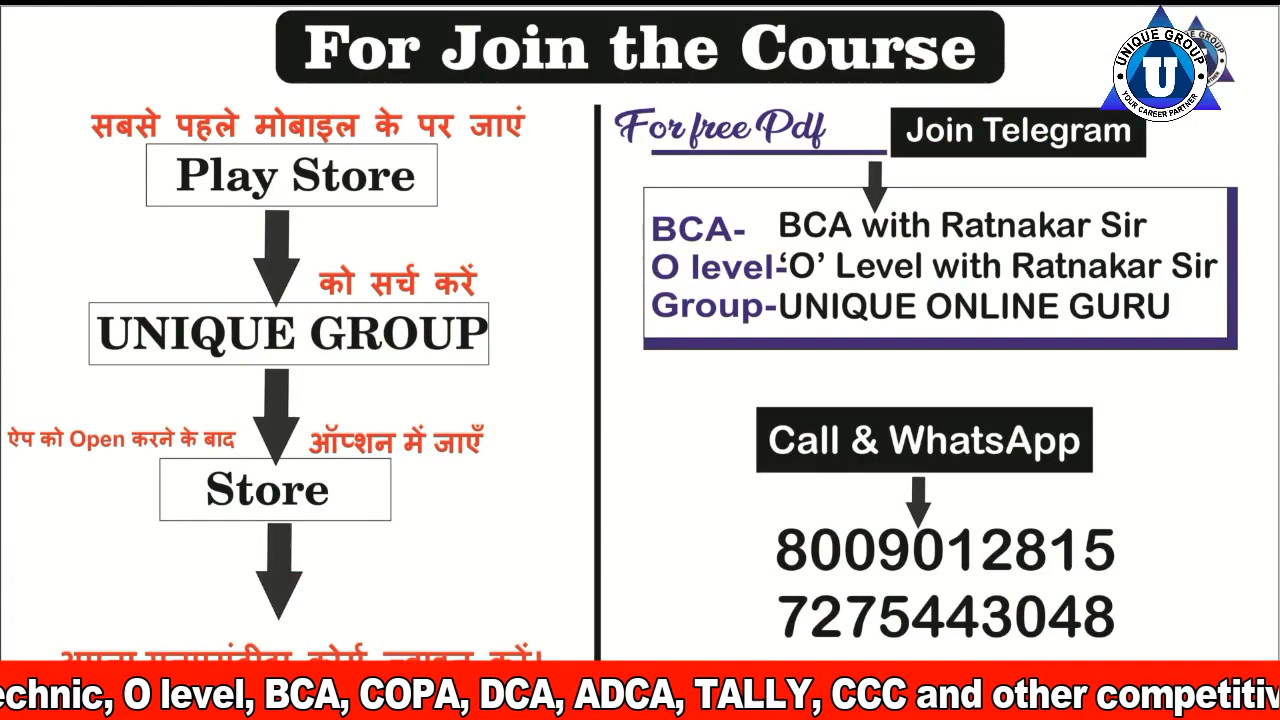 For Join the Course
UNIQUE GROUP
U
YOUR CAREER PARTNER
सबसे पहले मोबाइल के पर जाएं
Play Store
को सर्च करें
UNIQUE GROUP
ऐप को Open करने के बाद
ऑप्शन में जाएँ
Store
For free Pdf
Join Telegram
BCA- BCA with Ratnakar Sir
O level-‘O’ Level with Ratnakar Sir
Group-UNIQUE ONLINE GURU
Call & WhatsApp
8009012815
7275443048
echnic, O level, BCA, COPA, DCA, ADCA, TALLY, CCC and other competitiv